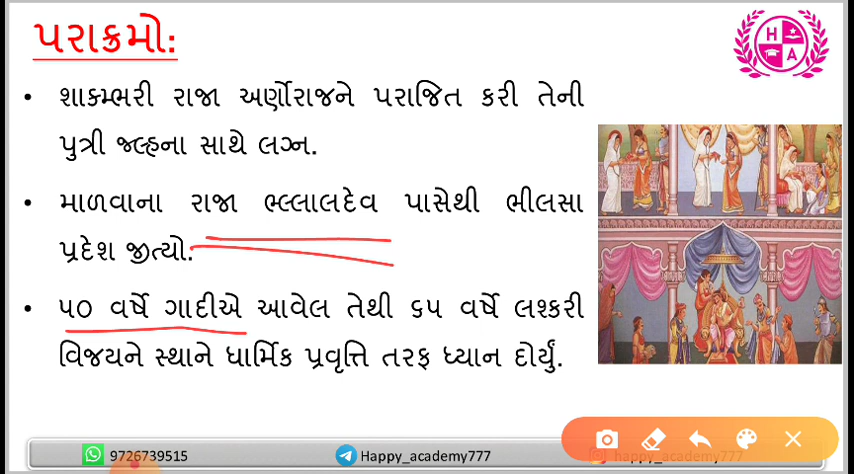 પરાક્રમો:
H A
• શાકમ્ભરી રાજા અર્ણોરાજને પરાજિત કરી તેની
પુત્રી જલ્હના સાથે લગ્ન.
• માળવાના રાજા ભ્લ્લાલદેવ પાસેથી ભીલસા
પ્રદેશ જીત્યો.
• ૫૦ વર્ષે ગાદીએ આવેલ તેથી ૬૫ વર્ષે લશ્કરી
વિજયને સ્થાને ધાર્મિક પ્રવૃત્તિ તરફ ધ્યાન દોર્યું.
9726739515 Happy_academy777 happy_academy777